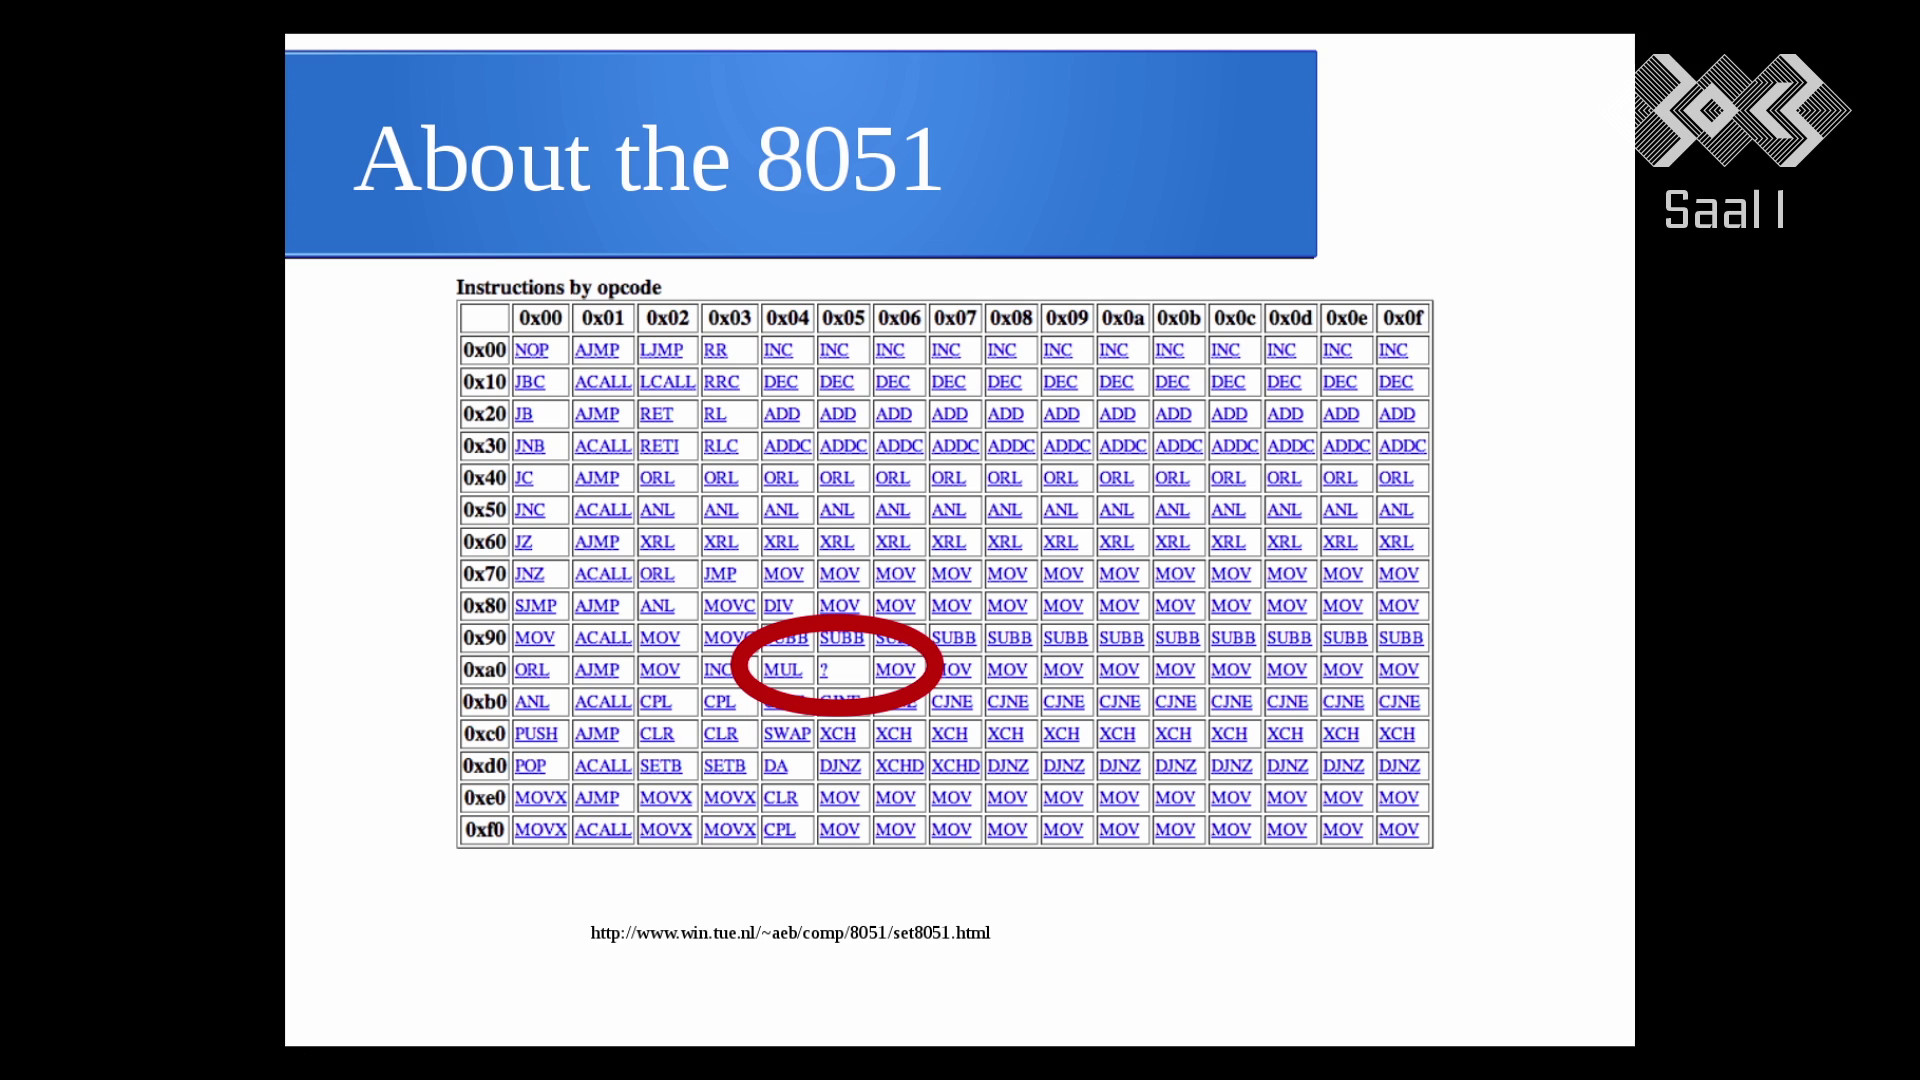 About the 8051
Saal 1
Instructions by opcode
0x00 0x01 0x02 0x03 0x04 0x05 0x06 0x07 0x08 0x09 0x0a 0x0b 0x0c 0x0d 0x0e 0x0f
0x00 NOP AJMP LJMP RR INC INC INC INC INC INC INC INC INC INC INC INC
0x10 JBC ACALL LCALL RRC DEC DEC DEC DEC DEC DEC DEC DEC DEC DEC DEC DEC
0x20 JB AJMP RET RL ADD ADD ADD ADD ADD ADD ADD ADD ADD ADD ADD ADD
0x30 JNB ACALL RETI RLC ADDC ADDC ADDC ADDC ADDC ADDC ADDC ADDC ADDC ADDC ADDC ADDC
0x40 JC AJMP ORL ORL ORL ORL ORL ORL ORL ORL ORL ORL ORL ORL ORL ORL
0x50 JNC ACALL ANL ANL ANL ANL ANL ANL ANL ANL ANL ANL ANL ANL ANL ANL
0x60 JZ AJMP XRL XRL XRL XRL XRL XRL XRL XRL XRL XRL XRL XRL XRL XRL
0x70 JNZ ACALL ORL JMP MOV MOV MOV MOV MOV MOV MOV MOV MOV MOV MOV MOV
0x80 SJMP AJMP ANL MOVC DIV MOV MOV MOV MOV MOV MOV MOV MOV MOV MOV MOV
0x90 MOV ACALL MOV MOVC SUBB SUBB SUBB SUBB SUBB SUBB SUBB SUBB SUBB SUBB SUBB SUBB
0xa0 ORL AJMP MOV INC MUL ? MOV MOV MOV MOV MOV MOV MOV MOV MOV MOV
0xb0 ANL ACALL CPL CPL CJNE CJNE CJNE CJNE CJNE CJNE CJNE CJNE CJNE CJNE
0xc0 PUSH AJMP CLR CLR SWAP XCH XCH XCH XCH XCH XCH XCH XCH XCH XCH XCH
0xd0 POP ACALL SETB SETB DA DJNZ XCHD XCHD DJNZ DJNZ DJNZ DJNZ DJNZ DJNZ DJNZ DJNZ
0xe0 MOVX AJMP MOVX MOVX CLR MOV MOV MOV MOV MOV MOV MOV MOV MOV MOV MOV
0xf0 MOVX ACALL MOVX MOVX CPL MOV MOV MOV MOV MOV MOV MOV MOV MOV MOV MOV
http://www.win.tue.nl/~aeb/comp/8051/set8051.html